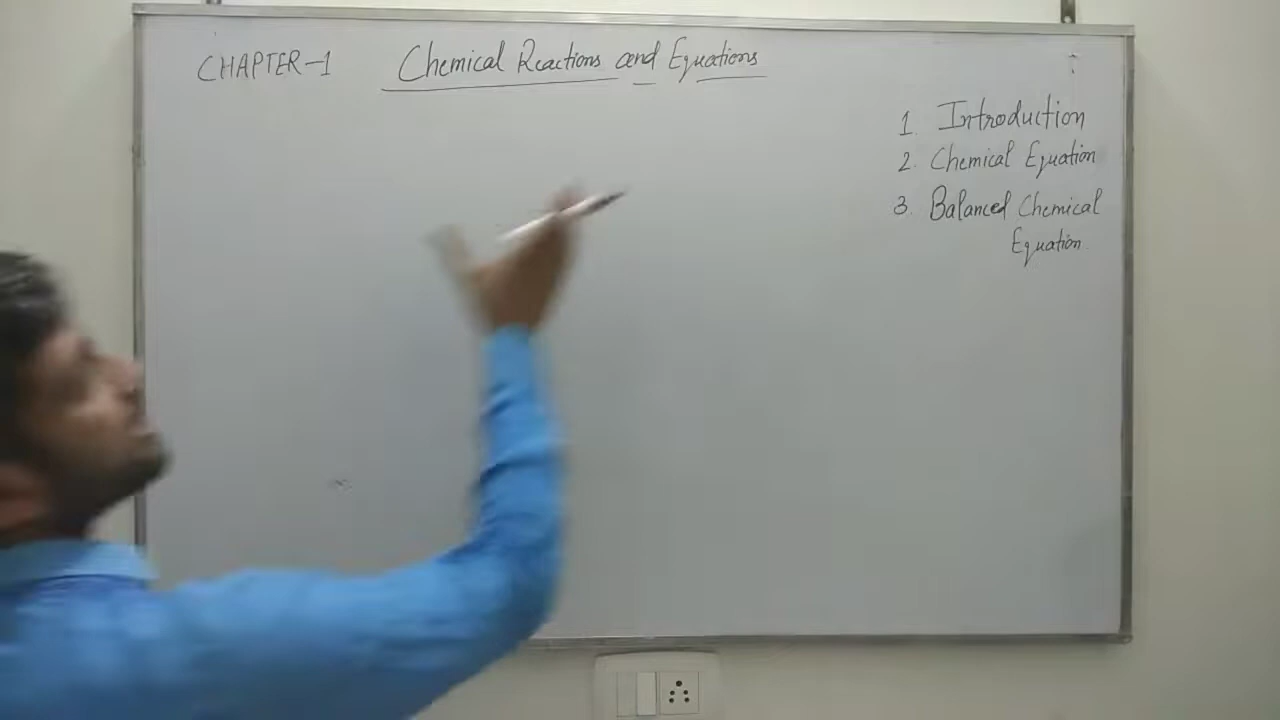 CHAPTER-1 Chemical Reactions and Equations
1. Introduction
2. Chemical Equation
3. Balanced Chemical
Equation